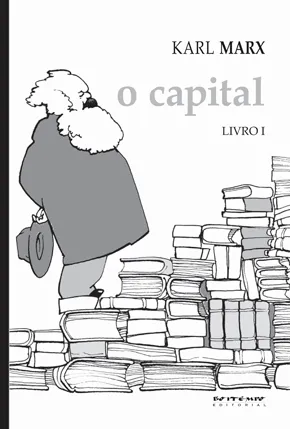 KARL MARX
o capital
LIVRO I
BOITEMPO
EDITORIAL